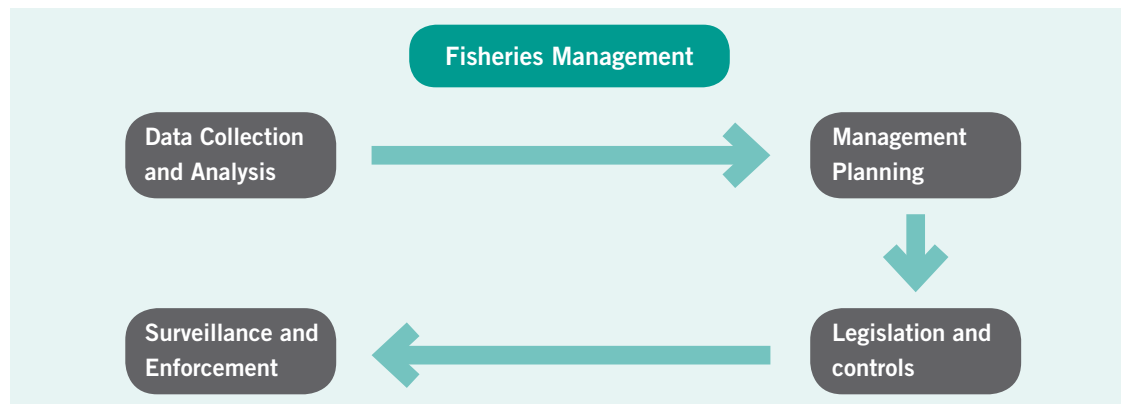 Fisheries Management
Data Collection
and Analysis
Management
Planning
Surveillance and
Enforcement
Legislation and
controls